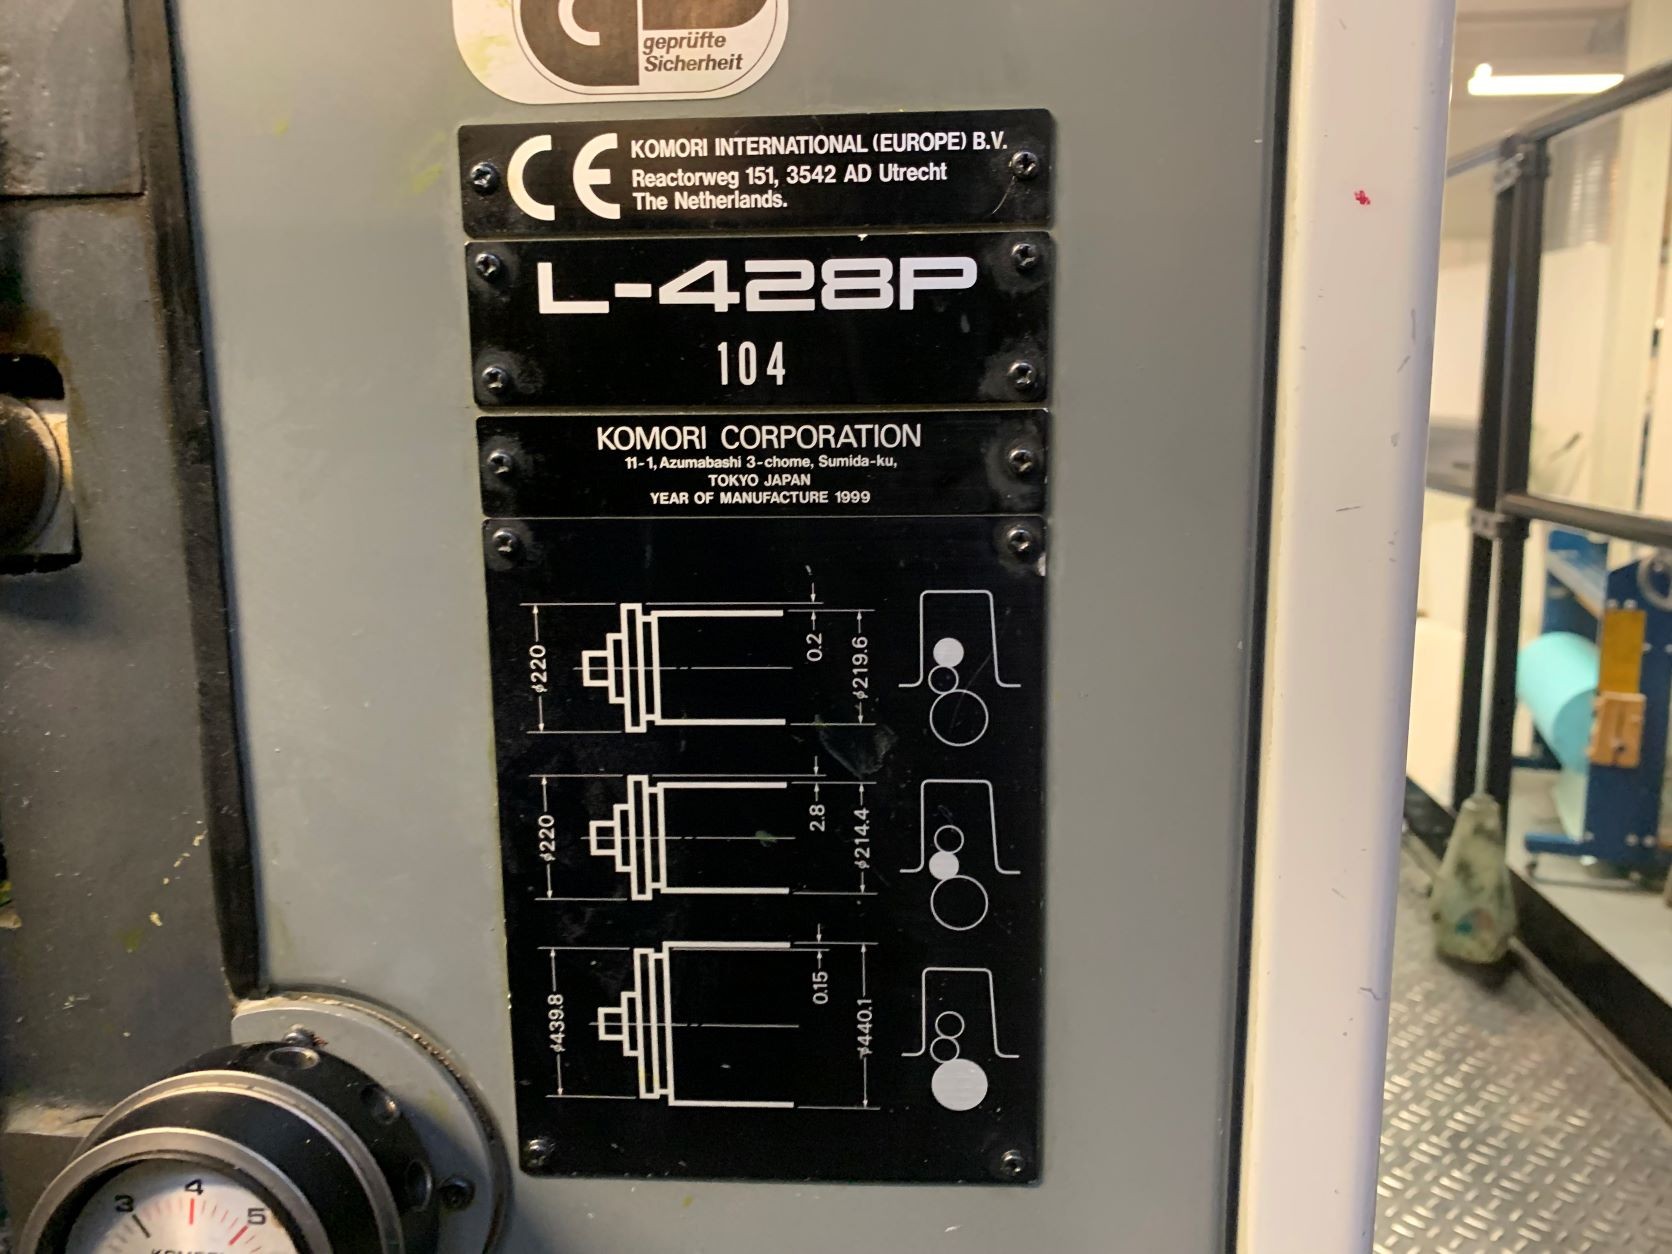 geprüfte
Sicherheit
CE
KOMORI INTERNATIONAL (EUROPE) B.V.
Reactorweg 151, 3542 AD Utrecht
The Netherlands.
L-428P
104
KOMORI CORPORATION
11-1, Azumabashi 3-chome, Sumida-ku,
TOKYO JAPAN
YEAR OF MANUFACTURE 1999
ϕ220
0.2
ϕ219.6
ϕ220
2.8
ϕ214.4
ϕ439.8
0.15
ϕ440.1
3 4 5